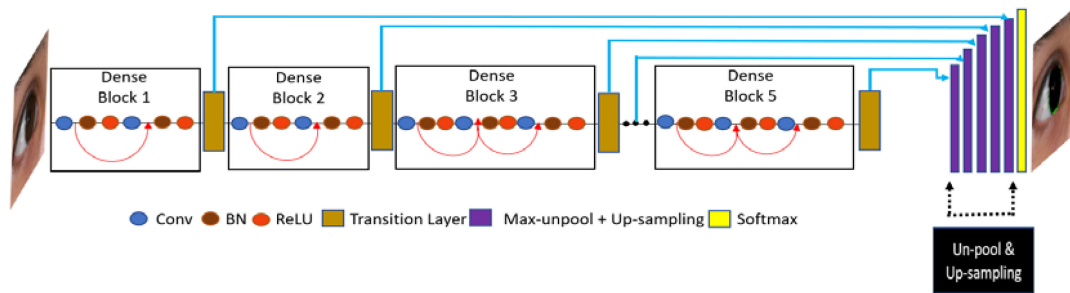 Dense
Block 1
Dense
Block 2
Dense
Block 3
Dense
Block 5
Conv BN ReLU Transition Layer Max-unpool + Up-sampling Softmax
Un-pool &
Up-sampling